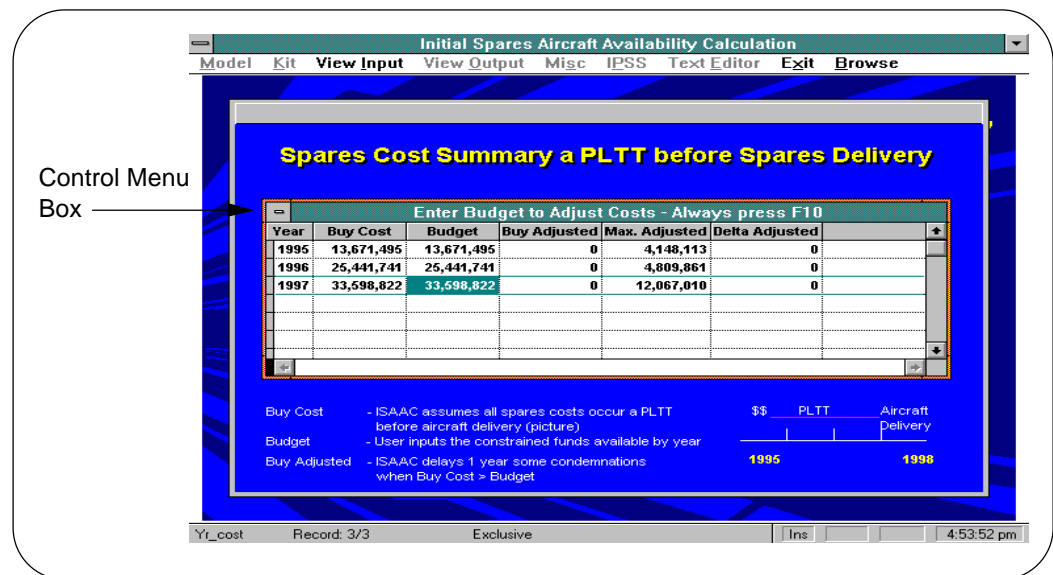 Initial Spares Aircraft Availability Calculation
Model Kit View Input View Output Misc IPSS Text Editor Exit Browse
Spares Cost Summary a PLTT before Spares Delivery
Control Menu
Box
Enter Budget to Adjust Costs - Always press F10
Year Buy Cost Budget Buy Adjusted Max. Adjusted Delta Adjusted
1995 13,671,495 13,671,495 0 4,148,113 0
1996 25,441,741 25,441,741 0 4,809,861 0
1997 33,598,822 33,598,822 0 12,067,010 0
Buy Cost - ISAAC assumes all spares costs occur a PLTT
before aircraft delivery (picture)
Budget - User inputs the constrained funds available by year
Buy Adjusted - ISAAC delays 1 year some condemnations
when Buy Cost > Budget
$$ PLTT Aircraft
Delivery
1995 1998
Yr_cost Record: 3/3 Exclusive Ins 4:53:52 pm